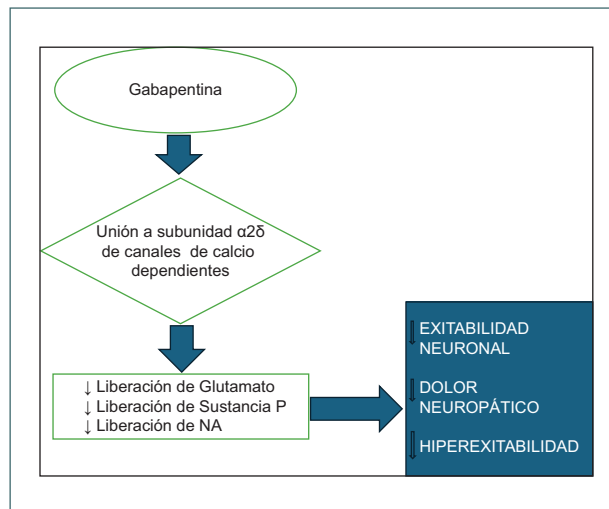 Gabapentina
Unión a subunidad α2δ
de canales de calcio
dependientes
↓ Liberación de Glutamato
↓ Liberación de Sustancia P
↓ Liberación de NA
EXITABILIDAD
NEURONAL
DOLOR
NEUROPÁTICO
HIPEREXITABILIDAD